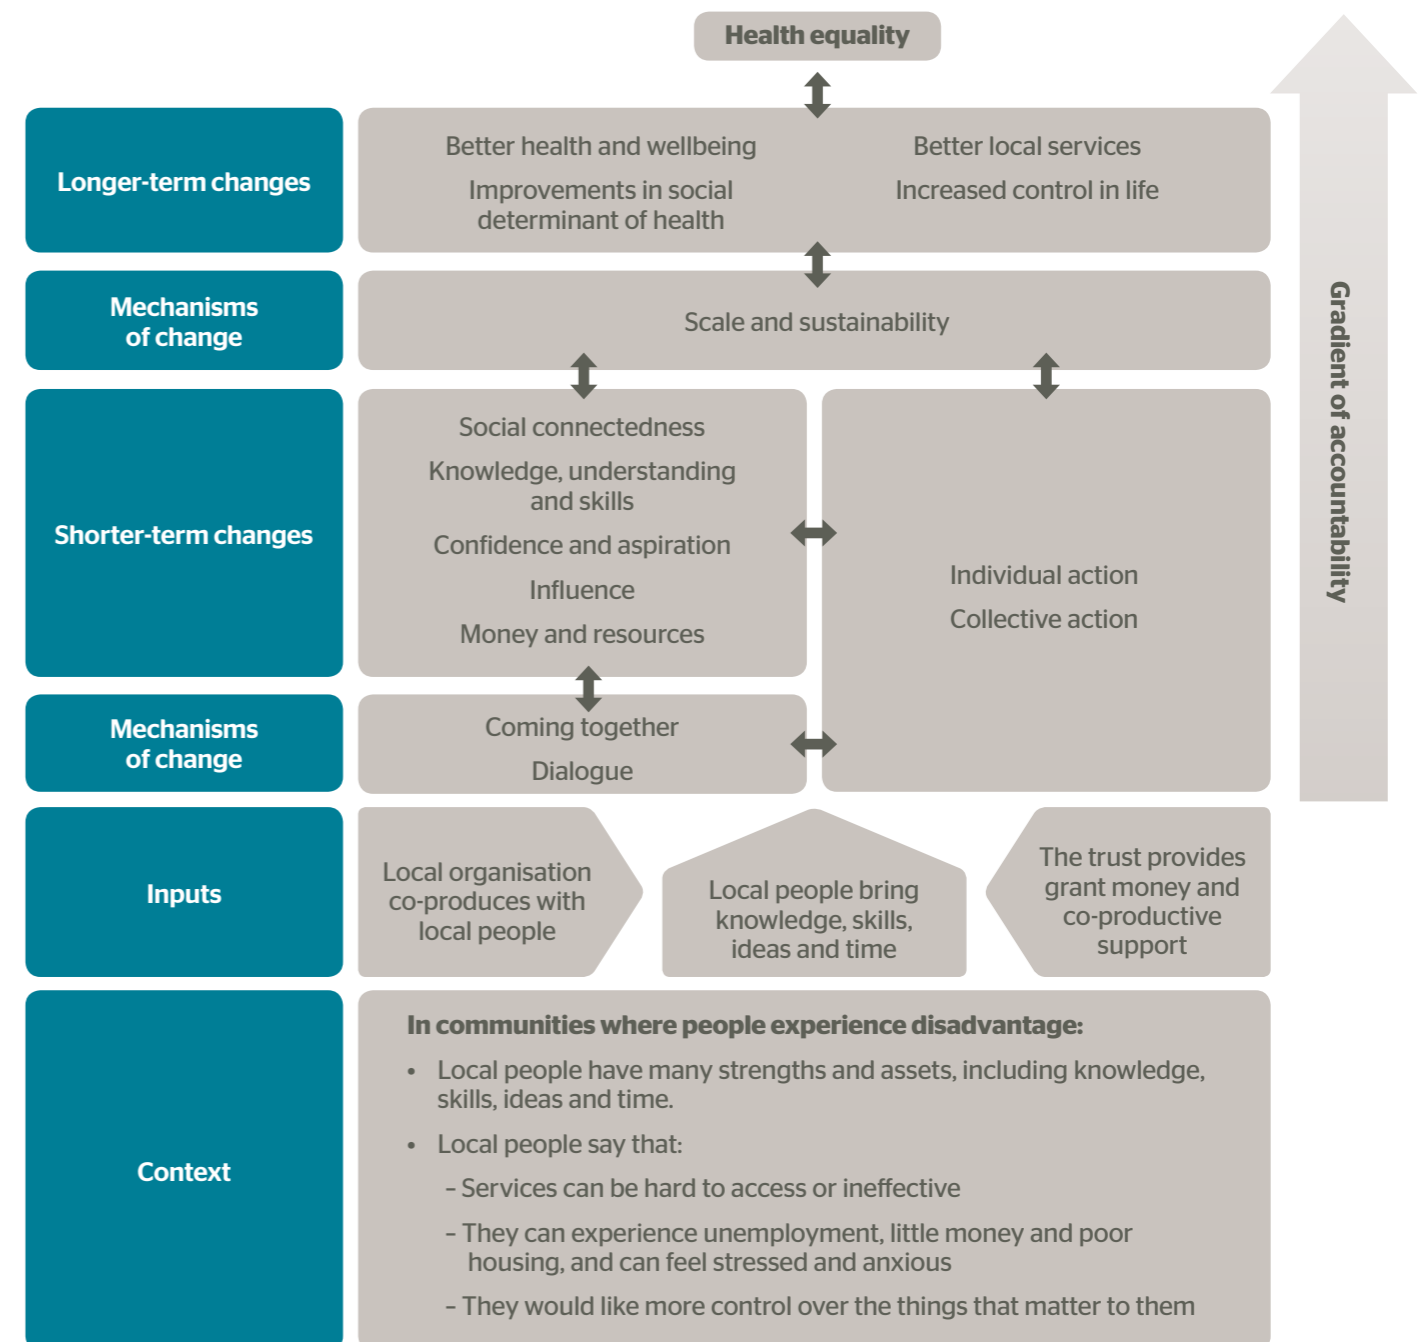 Health equality
Longer-term changes
Better health and wellbeing
Improvements in social
determinant of health
Better local services
Increased control in life
Mechanisms
of change
Scale and sustainability
Shorter-term changes
Social connectedness
Knowledge, understanding
and skills
Confidence and aspiration
Influence
Money and resources
Individual action
Collective action
Mechanisms
of change
Coming together
Dialogue
Inputs
Local organisation
co-produces with
local people
Local people bring
knowledge, skills,
ideas and time
The trust provides
grant money and
co-productive
support
Context
In communities where people experience disadvantage:
• Local people have many strengths and assets, including knowledge,
skills, ideas and time.
• Local people say that:
– Services can be hard to access or ineffective
– They can experience unemployment, little money and poor
housing, and can feel stressed and anxious
– They would like more control over the things that matter to them
Gradient of accountability